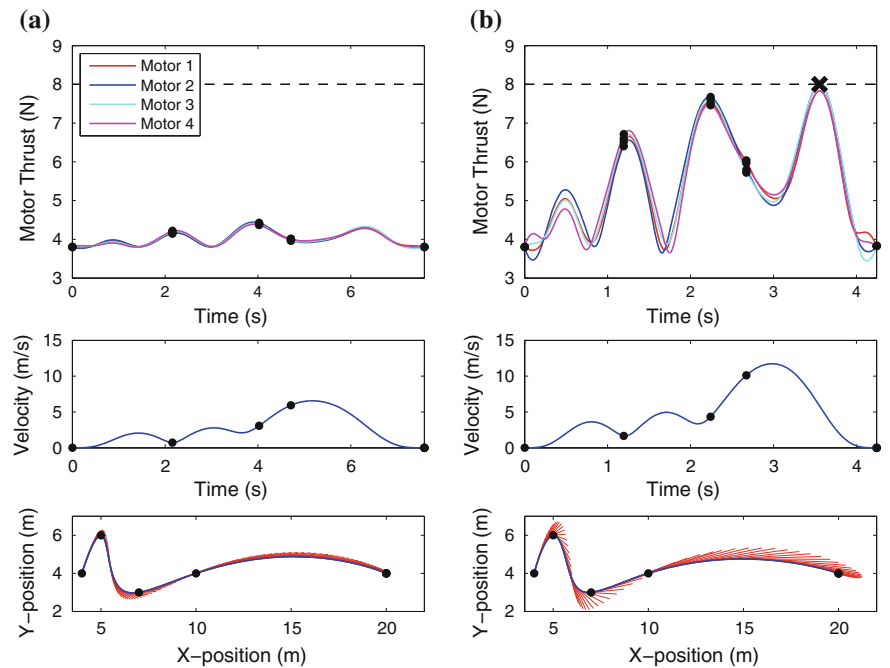 (a)
(b)
9
8
7
6
5
4
3
Motor Thrust (N)
Motor 1
Motor 2
Motor 3
Motor 4
0 2 4 6
Time (s)
9
8
7
6
5
4
3
Motor Thrust (N)
0 1 2 3 4
Time (s)
15
10
5
0
Velocity (m/s)
0 2 4 6
Time (s)
15
10
5
0
Velocity (m/s)
0 1 2 3 4
Time (s)
6
4
2
Y−position (m)
5 10 15 20
X−position (m)
6
4
2
Y−position (m)
5 10 15 20
X−position (m)